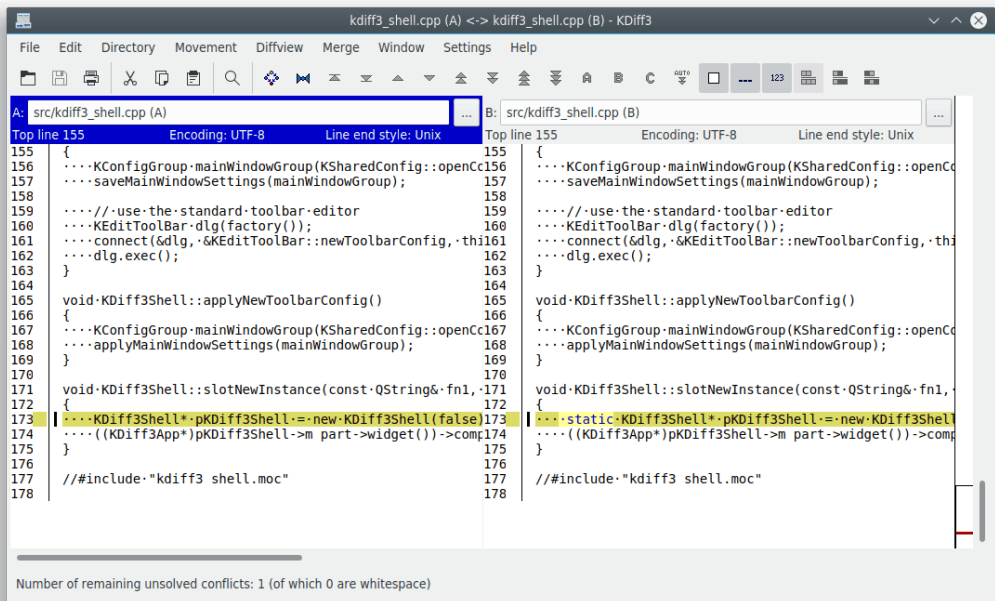 kdiff3_shell.cpp (A) <-> kdiff3_shell.cpp (B) - KDiff3
File Edit Directory Movement Diffview Merge Window Settings Help
A B C AUTO 123
A: src/kdiff3_shell.cpp (A) ...
Top line 155 Encoding: UTF-8 Line end style: Unix
155 {
156 ····KConfigGroup·mainWindowGroup(KSharedConfig::openCo
157 ····saveMainWindowSettings(mainWindowGroup);
158
159 ····//·use·the·standard·toolbar·editor
160 ····KEditToolBar·dlg(factory());
161 ····connect(&dlg,·&KEditToolBar::newToolbarConfig,·thi
162 ····dlg.exec();
163 }
164
165 void·KDiff3Shell::applyNewToolbarConfig()
166 {
167 ····KConfigGroup·mainWindowGroup(KSharedConfig::openCo
168 ····applyMainWindowSettings(mainWindowGroup);
169 }
170
171 void·KDiff3Shell::slotNewInstance(const·QString&·fn1,·
172 {
173 ····KDiff3Shell*·pKDiff3Shell·=·new·KDiff3Shell(false)
174 ····((KDiff3App*)pKDiff3Shell->m part->widget())->comp
175 }
176
177 //#include·"kdiff3 shell.moc"
178
B: src/kdiff3_shell.cpp (B) ...
Top line 155 Encoding: UTF-8 Line end style: Unix
155 {
156 ····KConfigGroup·mainWindowGroup(KSharedConfig::openCo
157 ····saveMainWindowSettings(mainWindowGroup);
158
159 ····//·use·the·standard·toolbar·editor
160 ····KEditToolBar·dlg(factory());
161 ····connect(&dlg,·&KEditToolBar::newToolbarConfig,·thi
162 ····dlg.exec();
163 }
164
165 void·KDiff3Shell::applyNewToolbarConfig()
166 {
167 ····KConfigGroup·mainWindowGroup(KSharedConfig::openCo
168 ····applyMainWindowSettings(mainWindowGroup);
169 }
170
171 void·KDiff3Shell::slotNewInstance(const·QString&·fn1,·
172 {
173 ····static·KDiff3Shell*·pKDiff3Shell·=·new·KDiff3Shell
174 ····((KDiff3App*)pKDiff3Shell->m part->widget())->comp
175 }
176
177 //#include·"kdiff3 shell.moc"
178
Number of remaining unsolved conflicts: 1 (of which 0 are whitespace)